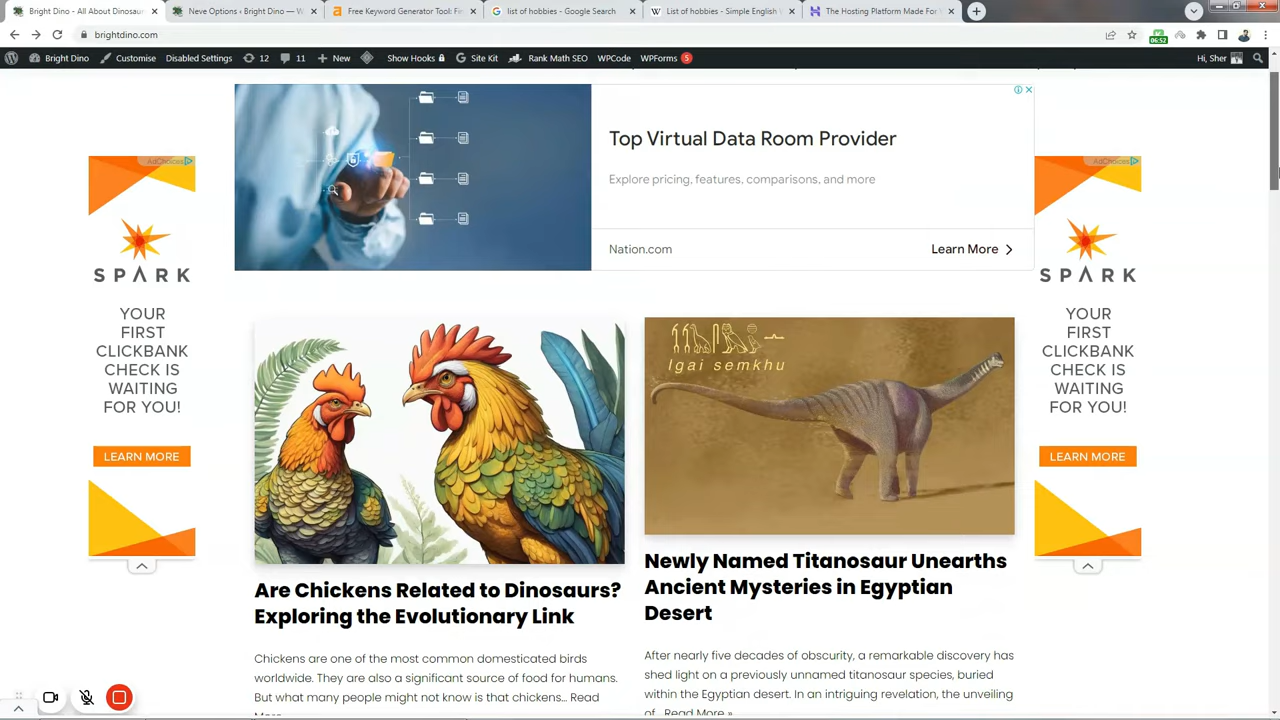 Bright Dino - All About Dinosaur
Neve Options ‹ Bright Dino — W
Free Keyword Generator Tool: Fi
list of hobbies - Google Search
List of hobbies - Simple English
The Hosting Platform Made For
brightdino.com
06:52
Bright Dino
Customise
Disabled Settings
12
11
New
Show Hooks
Site Kit
Rank Math SEO
WPCode
WPForms
5
Hi, Sher
Top Virtual Data Room Provider
Explore pricing, features, comparisons, and more
Nation.com
Learn More
AdChoices
SPARK
YOUR
FIRST
CLICKBANK
CHECK IS
WAITING
FOR YOU!
LEARN MORE
AdChoices
SPARK
YOUR
FIRST
CLICKBANK
CHECK IS
WAITING
FOR YOU!
LEARN MORE
Are Chickens Related to Dinosaurs?
Exploring the Evolutionary Link
Chickens are one of the most common domesticated birds
worldwide. They are also a significant source of food for humans.
But what many people might not know is that chickens... Read
Igai semkhu
Newly Named Titanosaur Unearths
Ancient Mysteries in Egyptian
Desert
After nearly five decades of obscurity, a remarkable discovery has
shed light on a previously unnamed titanosaur species, buried
within the Egyptian desert. In an intriguing revelation, the unveiling
of... Read More »